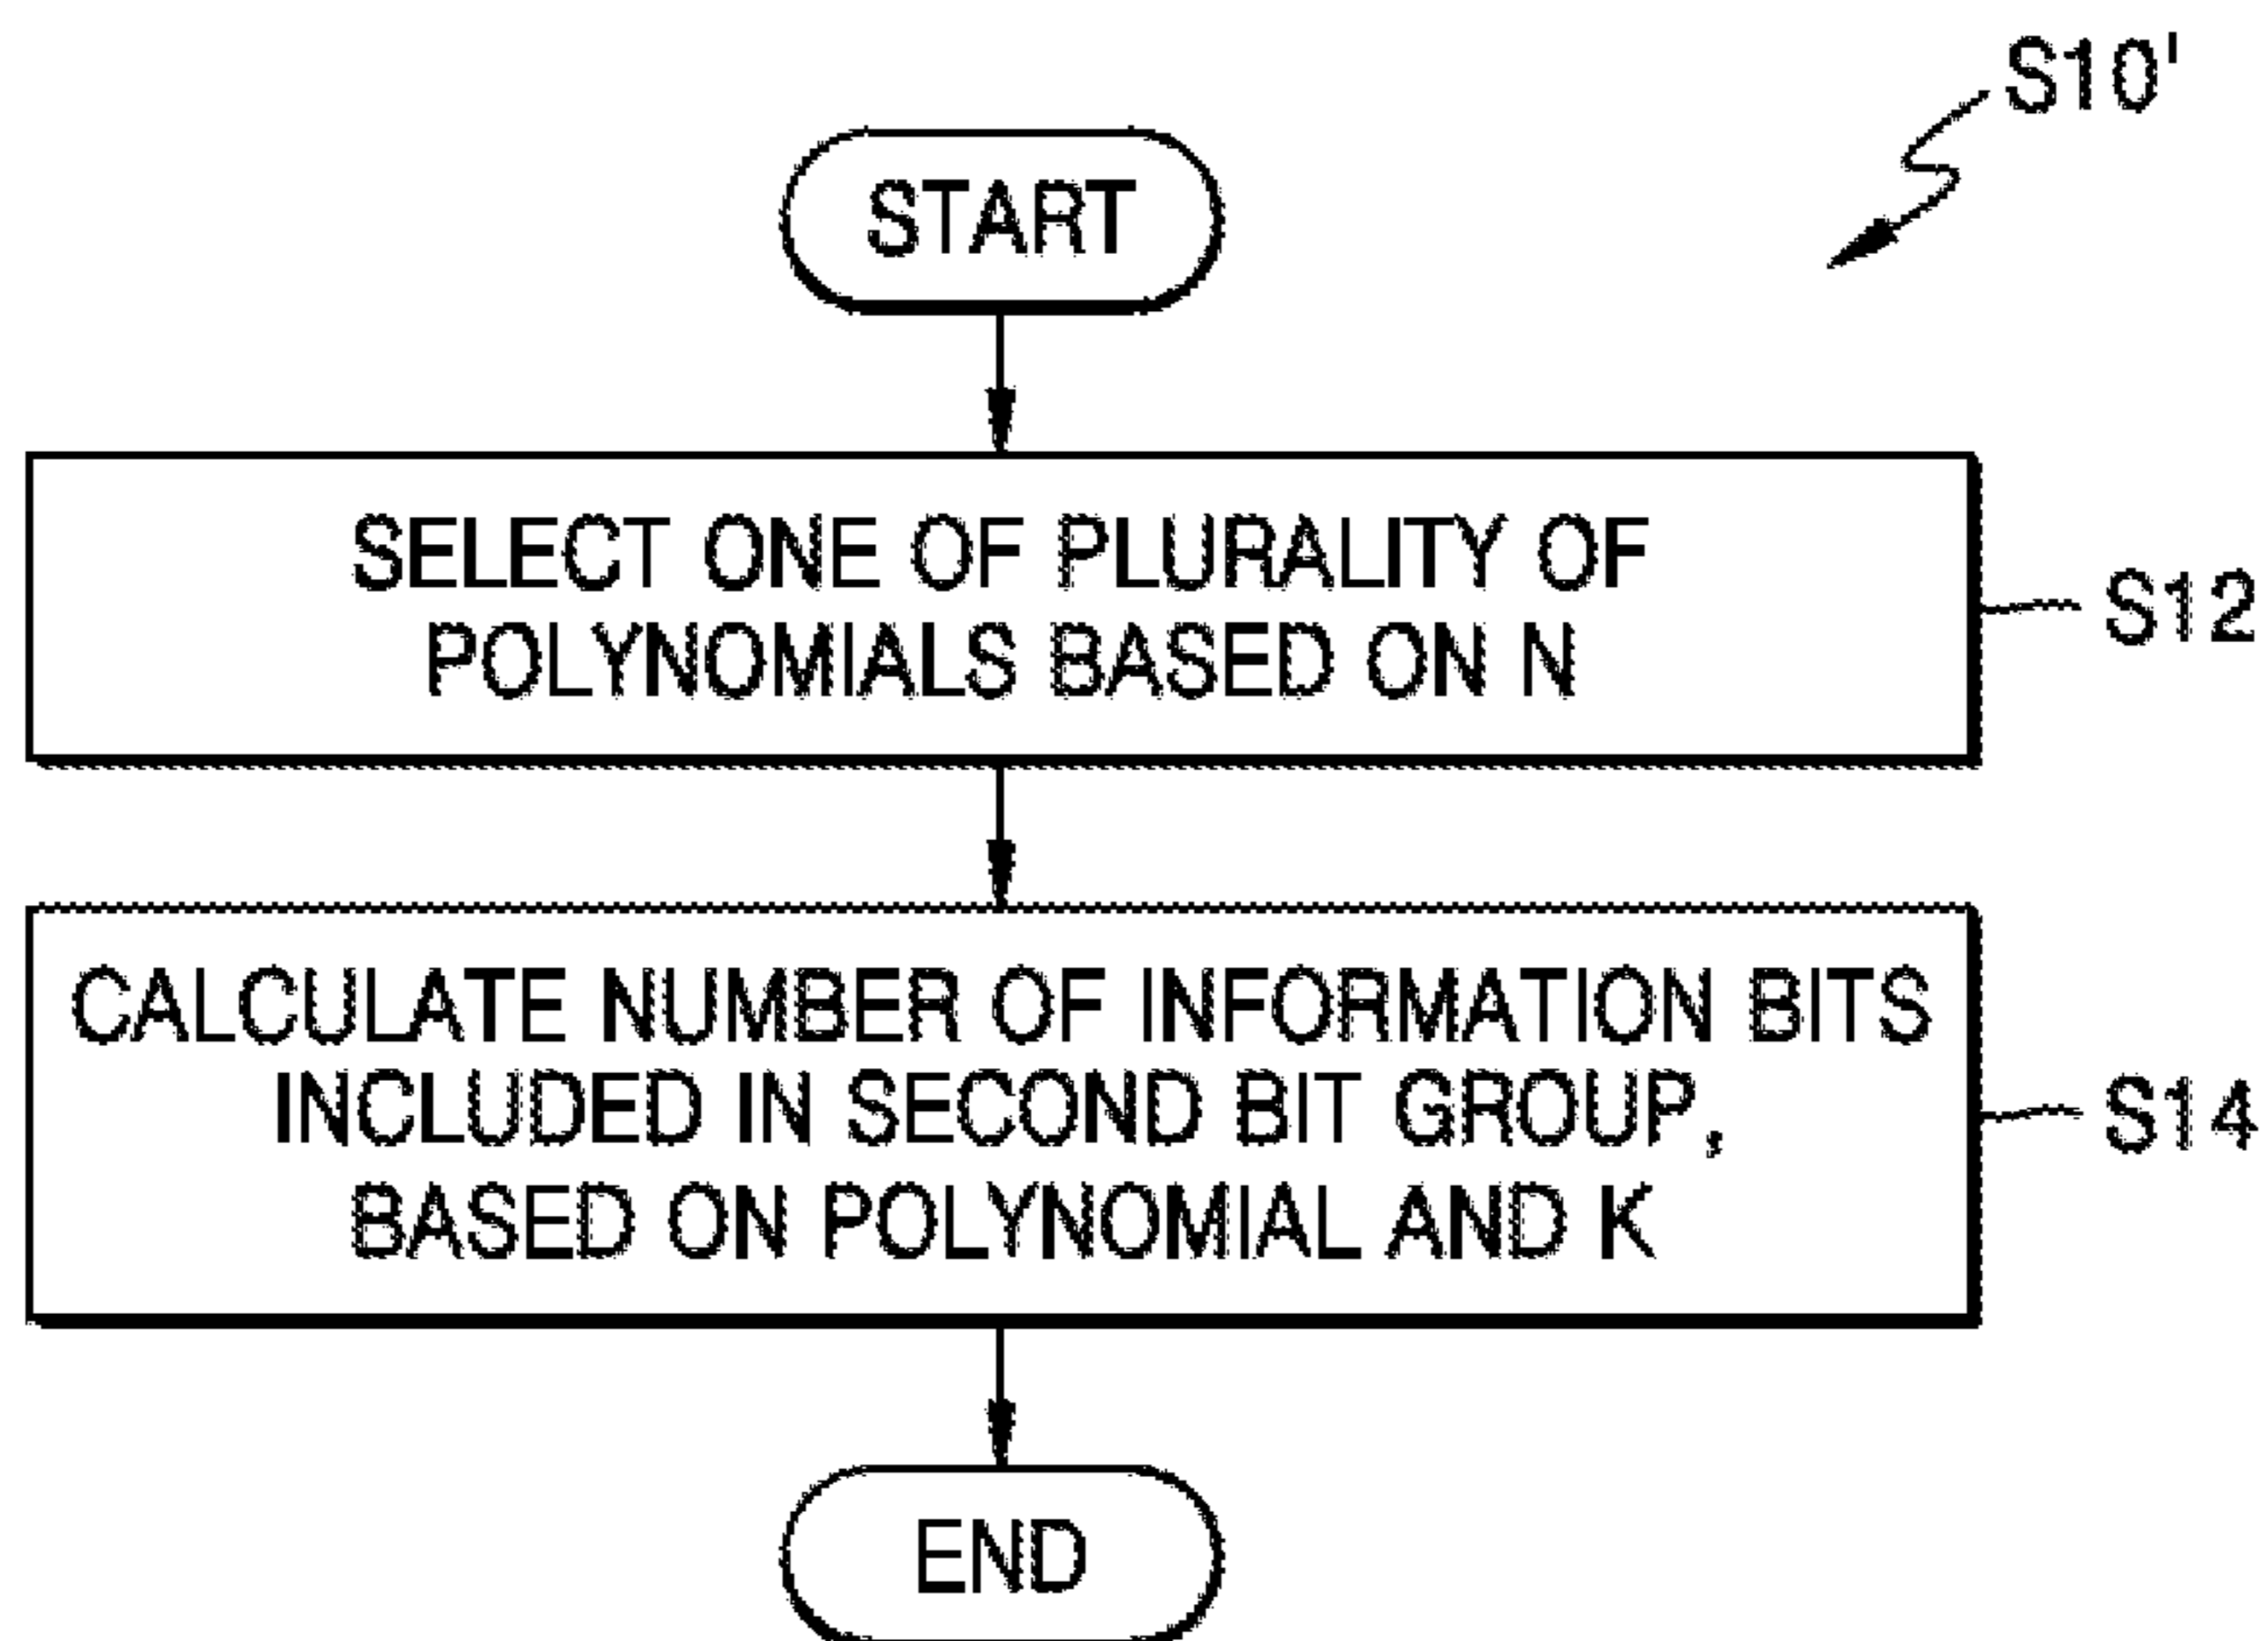 S10'
START
SELECT ONE OF PLURALITY OF
POLYNOMIALS BASED ON N
S12
CALCULATE NUMBER OF INFORMATION BITS
INCLUDED IN SECOND BIT GROUP,
BASED ON POLYNOMIAL AND K
S14
END